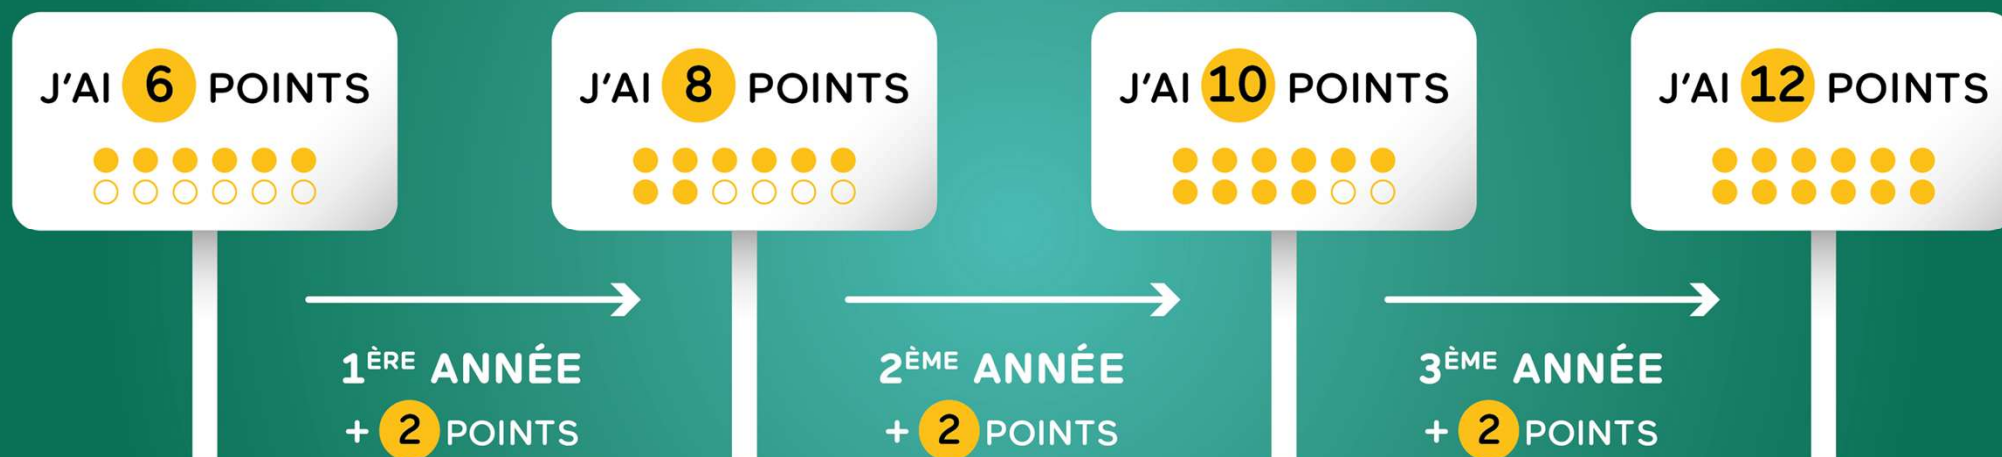 J'AI 6 POINTS
J'AI 8 POINTS
J'AI 10 POINTS
J'AI 12 POINTS
1ÈRE ANNÉE
+ 2 POINTS
2ÈME ANNÉE
+ 2 POINTS
3ÈME ANNÉE
+ 2 POINTS